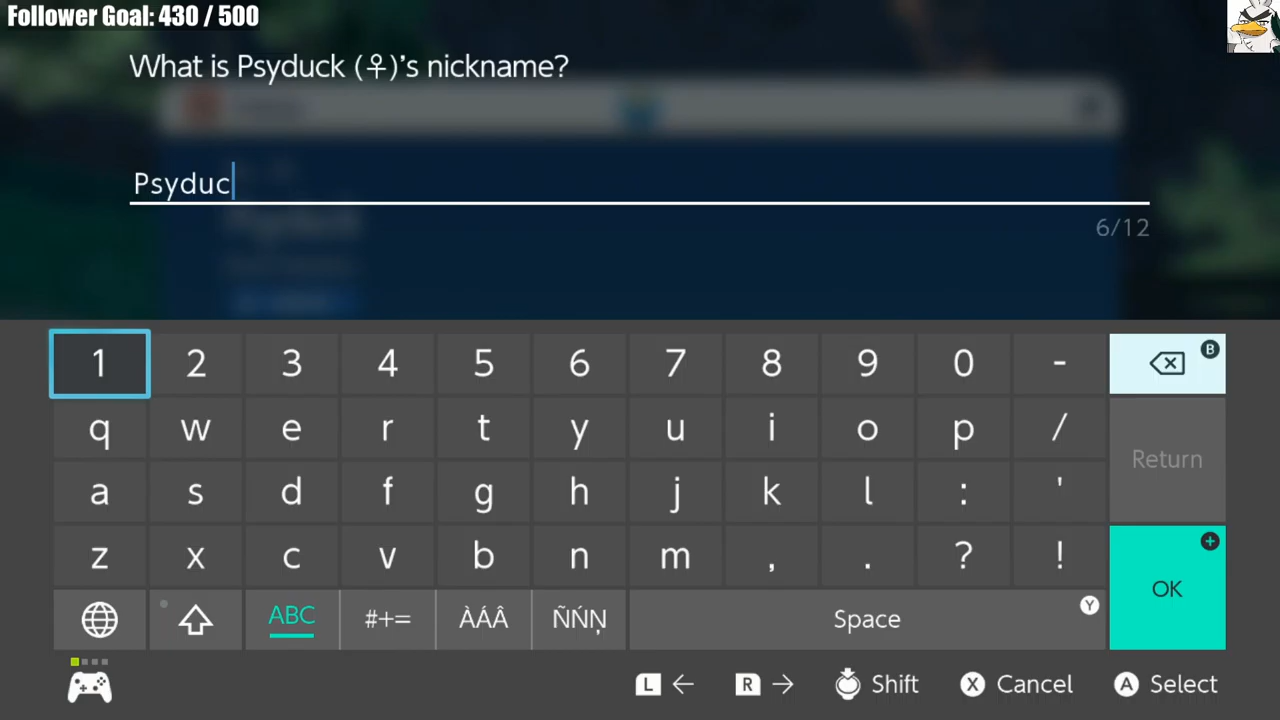 Follower Goal: 430 / 500
What is Psyduck (♀)'s nickname?
Psyduc
6/12
1 2 3 4 5 6 7 8 9 0 - B
q w e r t y u i o p / Return
a s d f g h j k l : '
z x c v b n m , . ? ! OK +
ABC #+= ÀÁÂ ÑŃŅ Space Y
L ← R → Shift X Cancel A Select